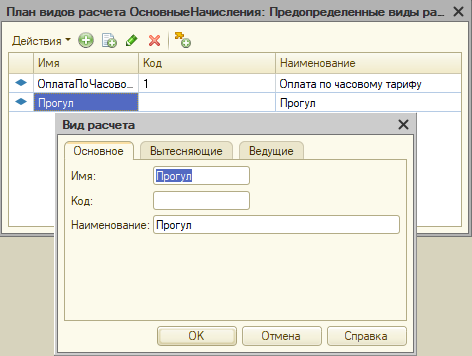 План видов расчета ОсновныеНачисления: Предопределенные виды ра...
Действия
Имя Код Наименование
ОплатаПоЧасово... 1 Оплата по часовому тарифу
Прогул Прогул
Вид расчета
Основное Вытесняющие Ведущие
Имя: Прогул
Код:
Наименование: Прогул
OK Отмена Справка